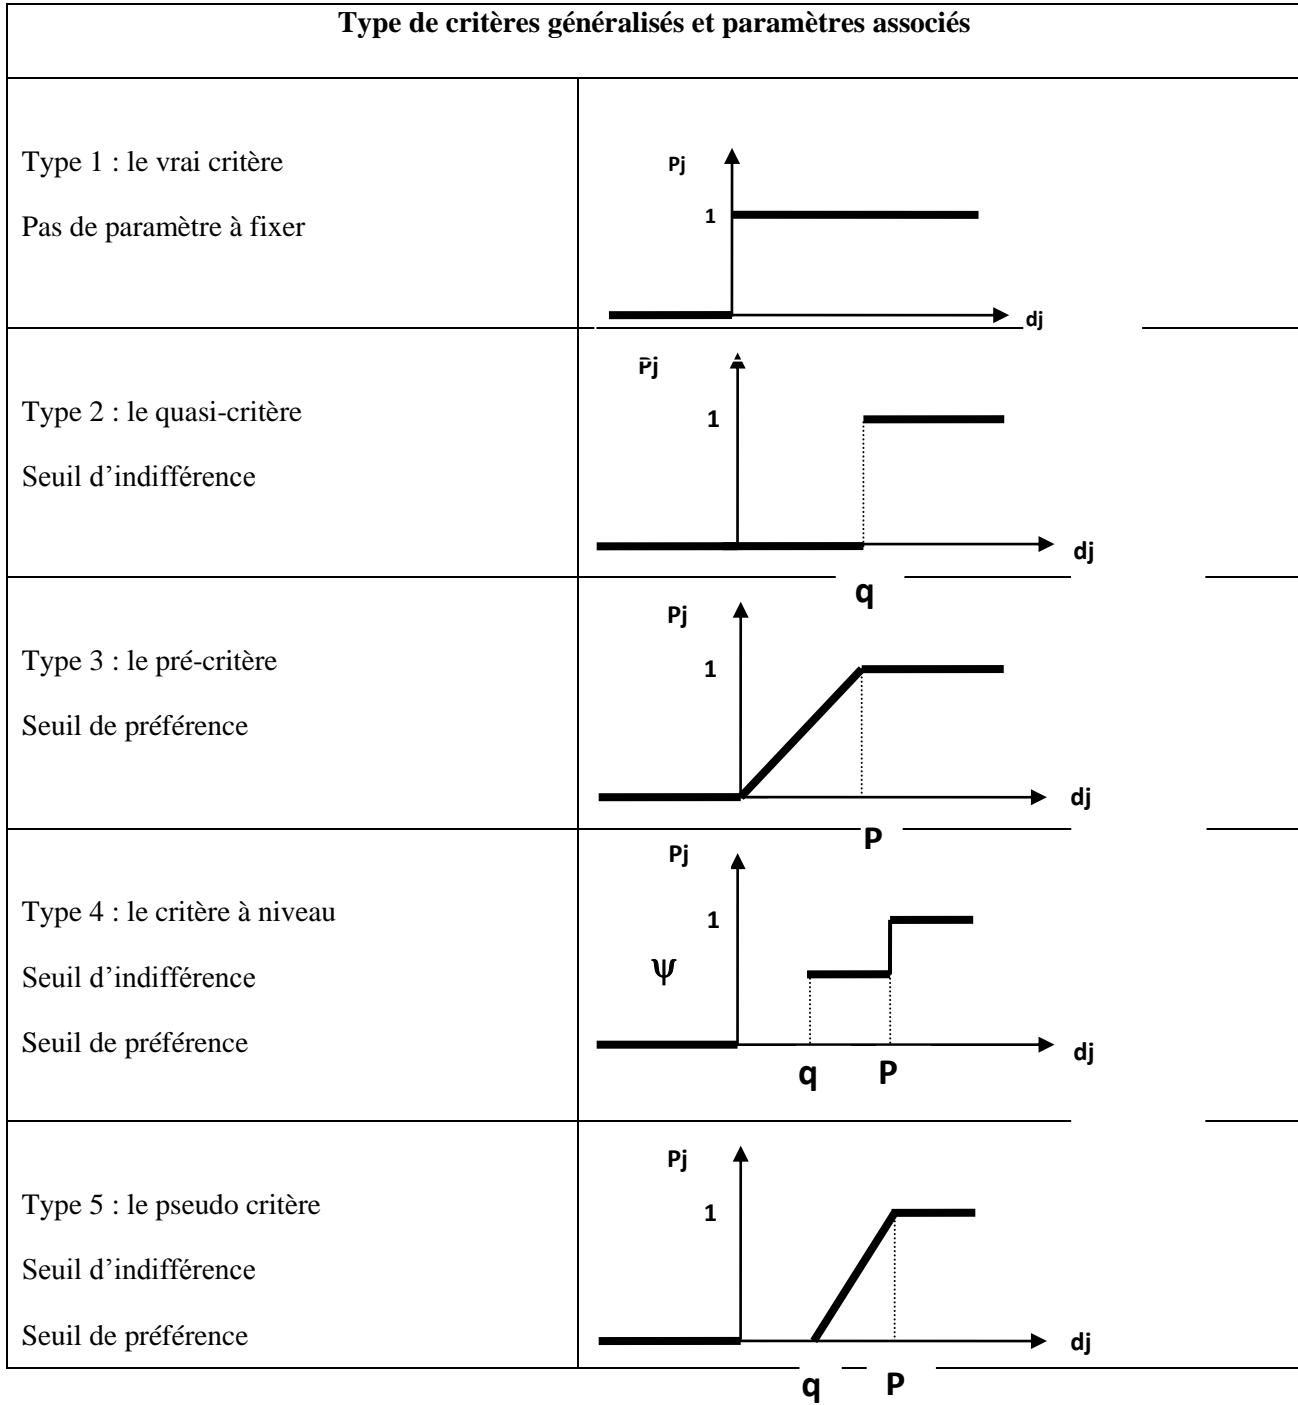 Type de critères généralisés et paramètres associés
Type 1 : le vrai critère
Pas de paramètre à fixer
Pj
1
dj
Type 2 : le quasi-critère
Seuil d’indifférence
Pj
1
dj
q
Type 3 : le pré-critère
Seuil de préférence
Pj
1
dj
P
Type 4 : le critère à niveau
Seuil d’indifférence
Seuil de préférence
Pj
1
ψ
dj
q P
Type 5 : le pseudo critère
Seuil d’indifférence
Seuil de préférence
Pj
1
dj
q P